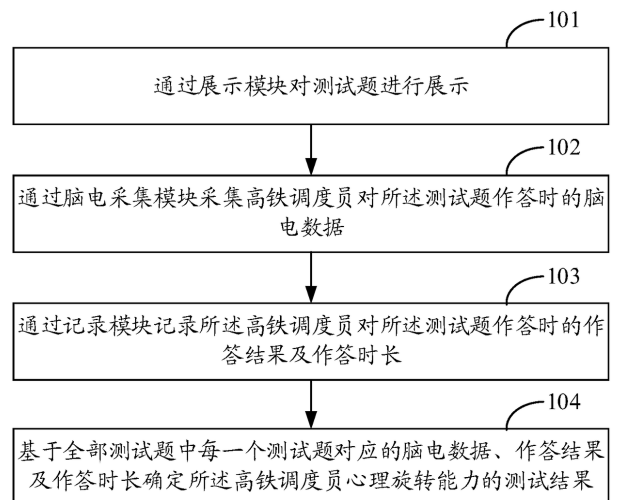 101
通过展示模块对测试题进行展示
102
通过脑电采集模块采集高铁调度员对所述测试题作答时的脑
电数据
103
通过记录模块记录所述高铁调度员对所述测试题作答时的作
答结果及作答时长
104
基于全部测试题中每一个测试题对应的脑电数据、作答结果
及作答时长确定所述高铁调度员心理旋转能力的测试结果